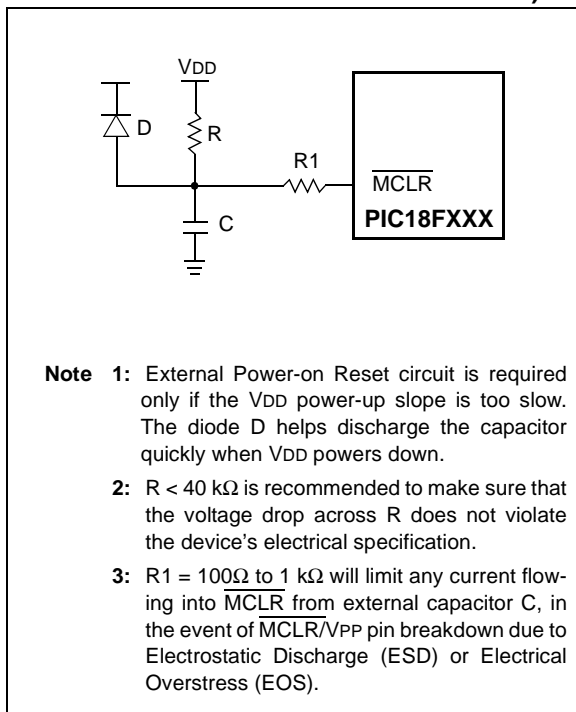 VDD
D
R
R1
MCLR
PIC18FXXX
C
Note 1: External Power-on Reset circuit is required
only if the VDD power-up slope is too slow.
The diode D helps discharge the capacitor
quickly when VDD powers down.
2: R < 40 kΩ is recommended to make sure that
the voltage drop across R does not violate
the device's electrical specification.
3: R1 = 100Ω to 1 kΩ will limit any current flow-
ing into MCLR from external capacitor C, in
the event of MCLR/VPP pin breakdown due to
Electrostatic Discharge (ESD) or Electrical
Overstress (EOS).